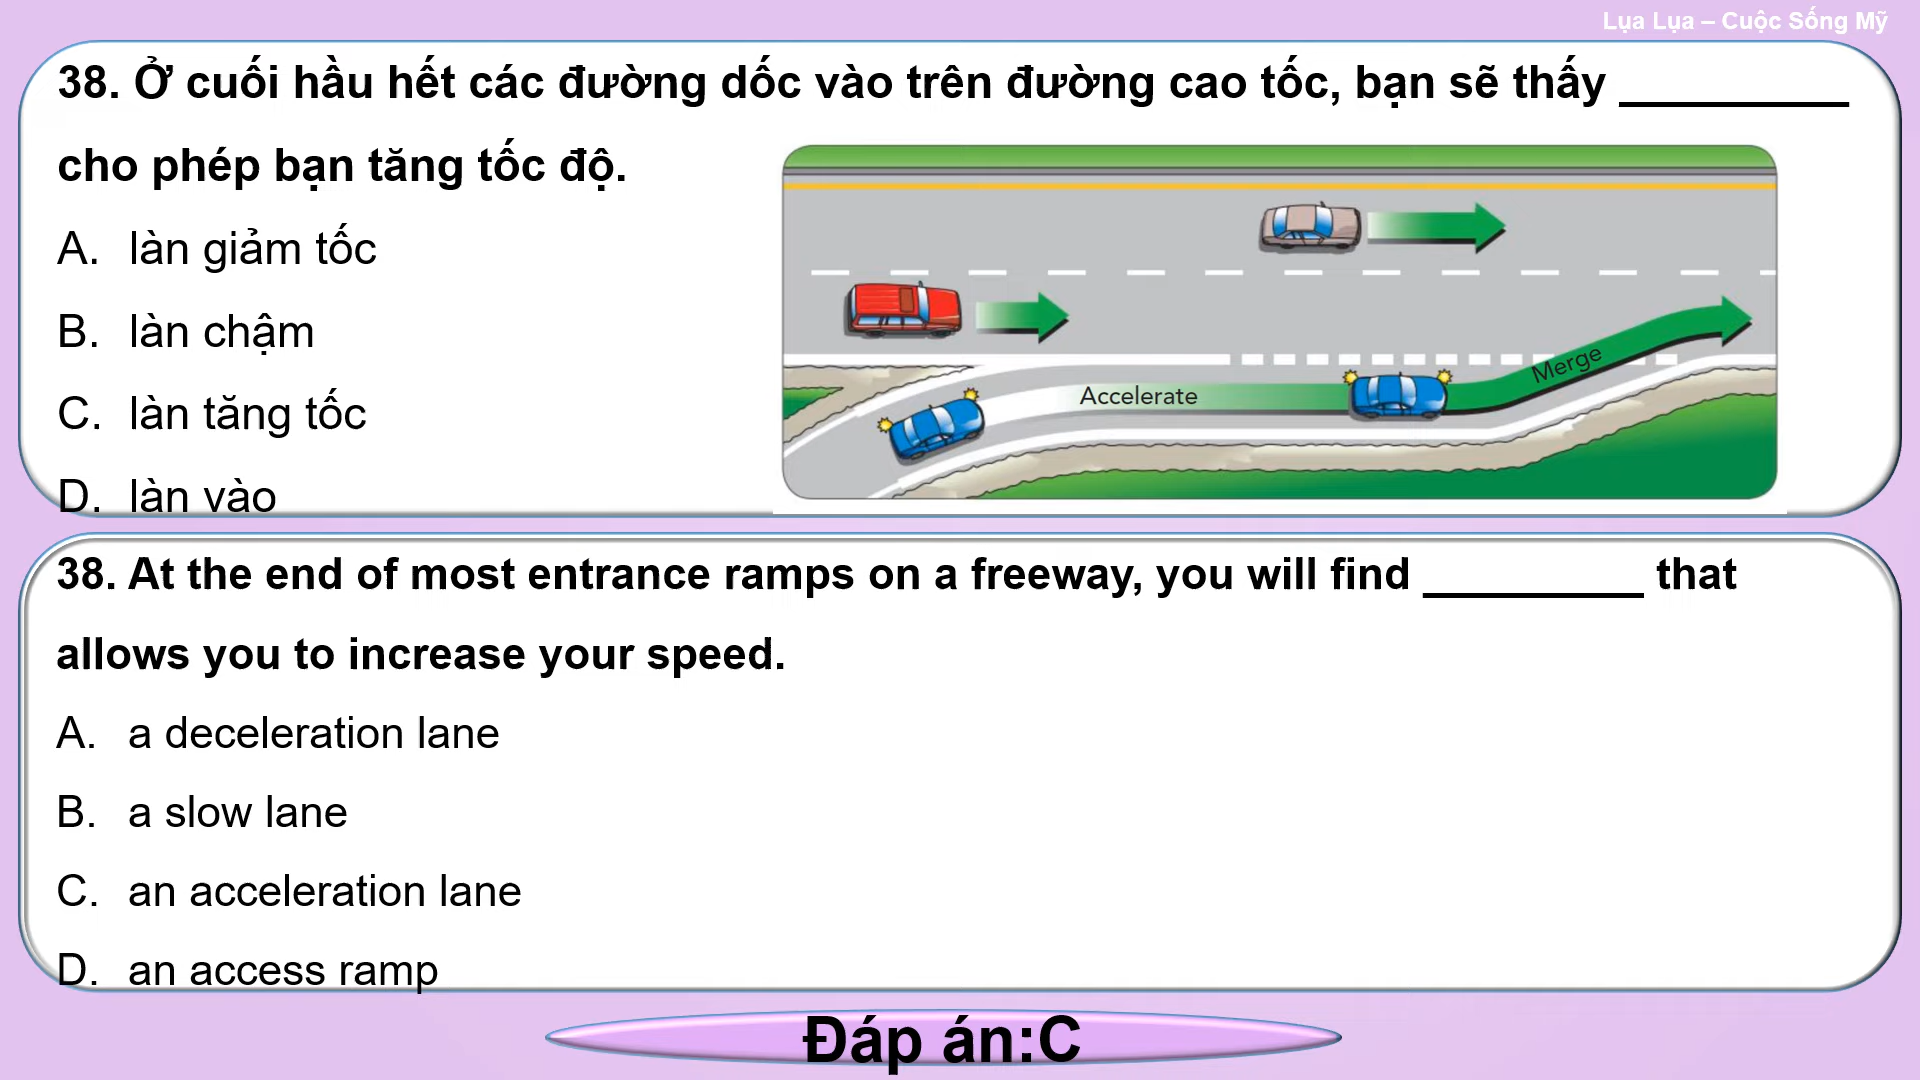 Lụa Lụa – Cuộc Sống Mỹ
38. Ở cuối hầu hết các đường dốc vào trên đường cao tốc, bạn sẽ thấy _________
cho phép bạn tăng tốc độ.
A. làn giảm tốc
B. làn chậm
C. làn tăng tốc
D. làn vào
Accelerate
Merge
38. At the end of most entrance ramps on a freeway, you will find _________ that
allows you to increase your speed.
A. a deceleration lane
B. a slow lane
C. an acceleration lane
D. an access ramp
Đáp án:C